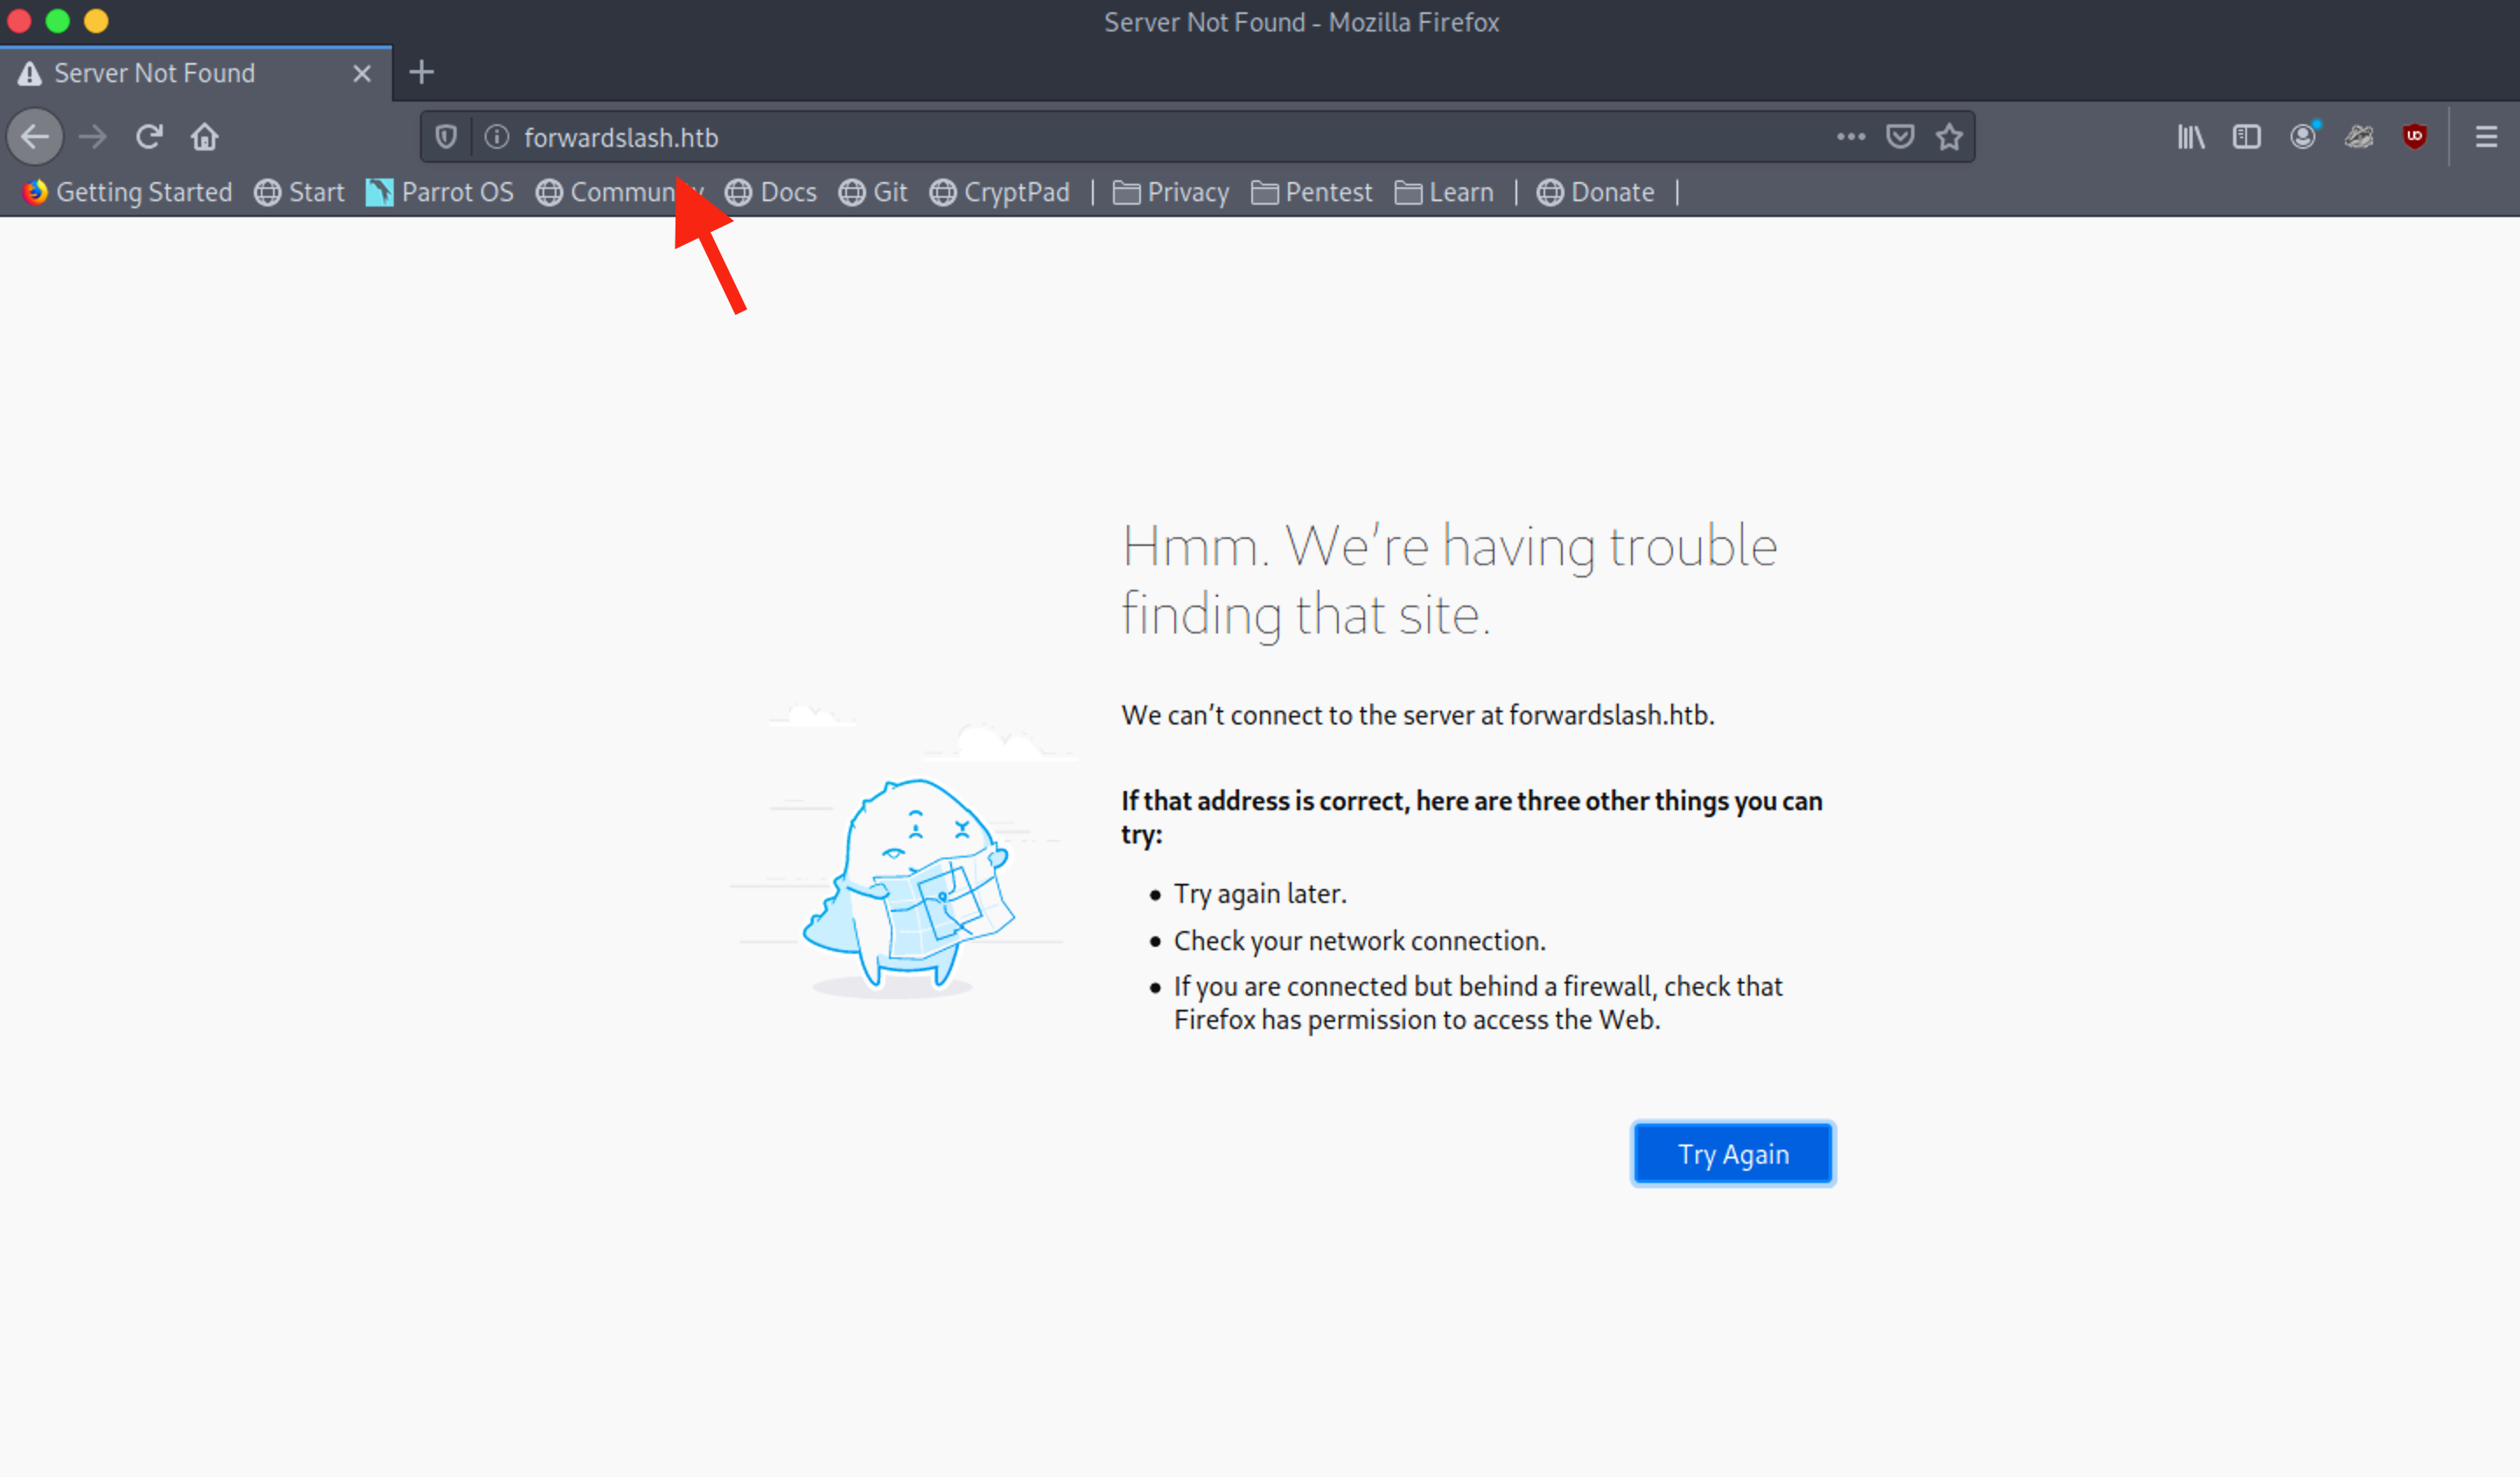 Server Not Found - Mozilla Firefox
Server Not Found
forwardslash.htb
Getting Started Start Parrot OS Docs Git CryptPad | Privacy Pentest Learn | Donate |
Hmm. We're having trouble
finding that site.
We can't connect to the server at forwardslash.htb.
If that address is correct, here are three other things you can
try:
• Try again later.
• Check your network connection.
• If you are connected but behind a firewall, check that
Firefox has permission to access the Web.
Try Again